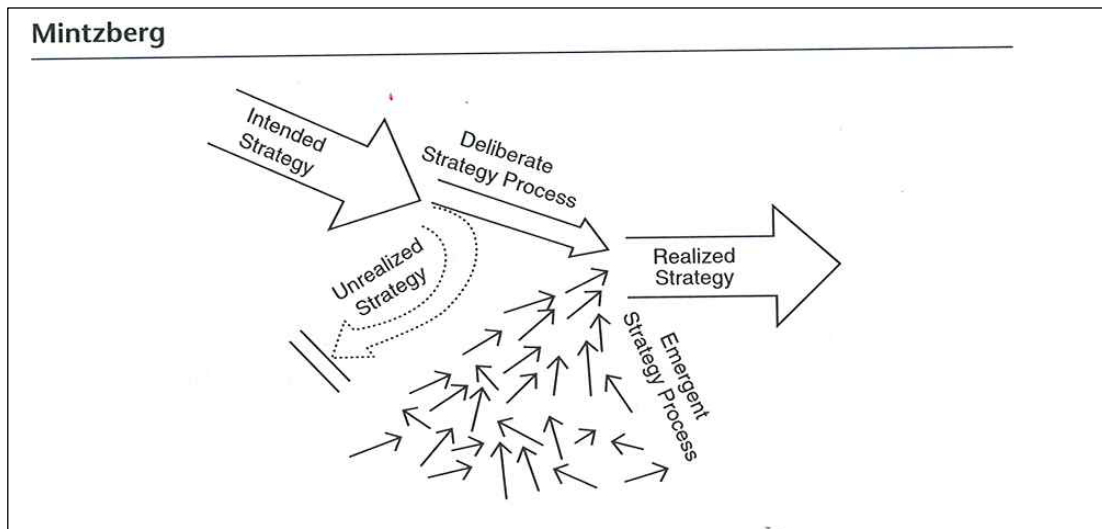 Mintzberg
Intended
Strategy
Deliberate
Strategy Process
Unrealized
Strategy
Realized
Strategy
Emergent
Strategy Process